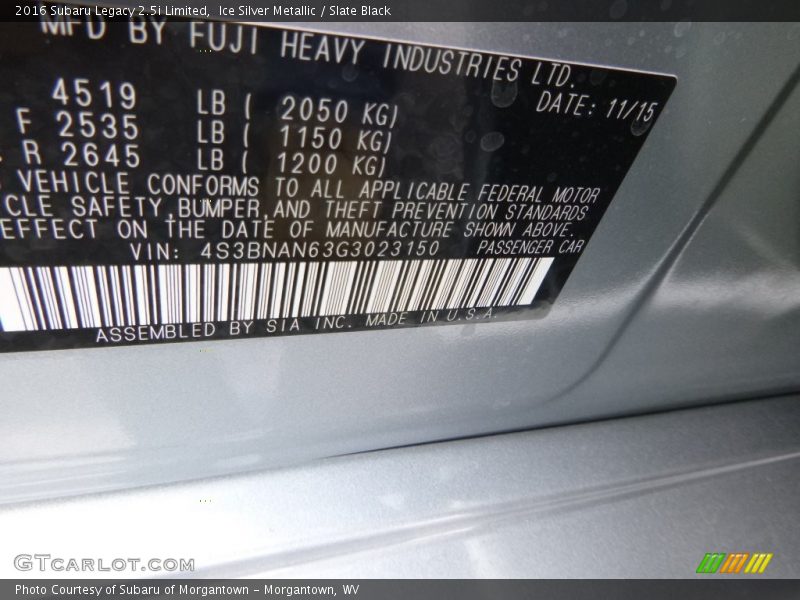 2016 Subaru Legacy 2.5i Limited,  Ice Silver Metallic / Slate Black
MFD BY FUJI HEAVY INDUSTRIES LTD.
DATE: 11/15
4519 LB ( 2050 KG)
F 2535 LB ( 1150 KG)
R 2645 LB ( 1200 KG)
VEHICLE CONFORMS TO ALL APPLICABLE FEDERAL MOTOR
CLE SAFETY,BUMPER,AND THEFT PREVENTION STANDARDS
EFFECT ON THE DATE OF MANUFACTURE SHOWN ABOVE.
VIN: 4S3BNAN63G3023150 PASSENGER CAR
ASSEMBLED BY SIA INC. MADE IN U.S.A.
GTCARLOT.COM
Photo Courtesy of Subaru of Morgantown - Morgantown, WV